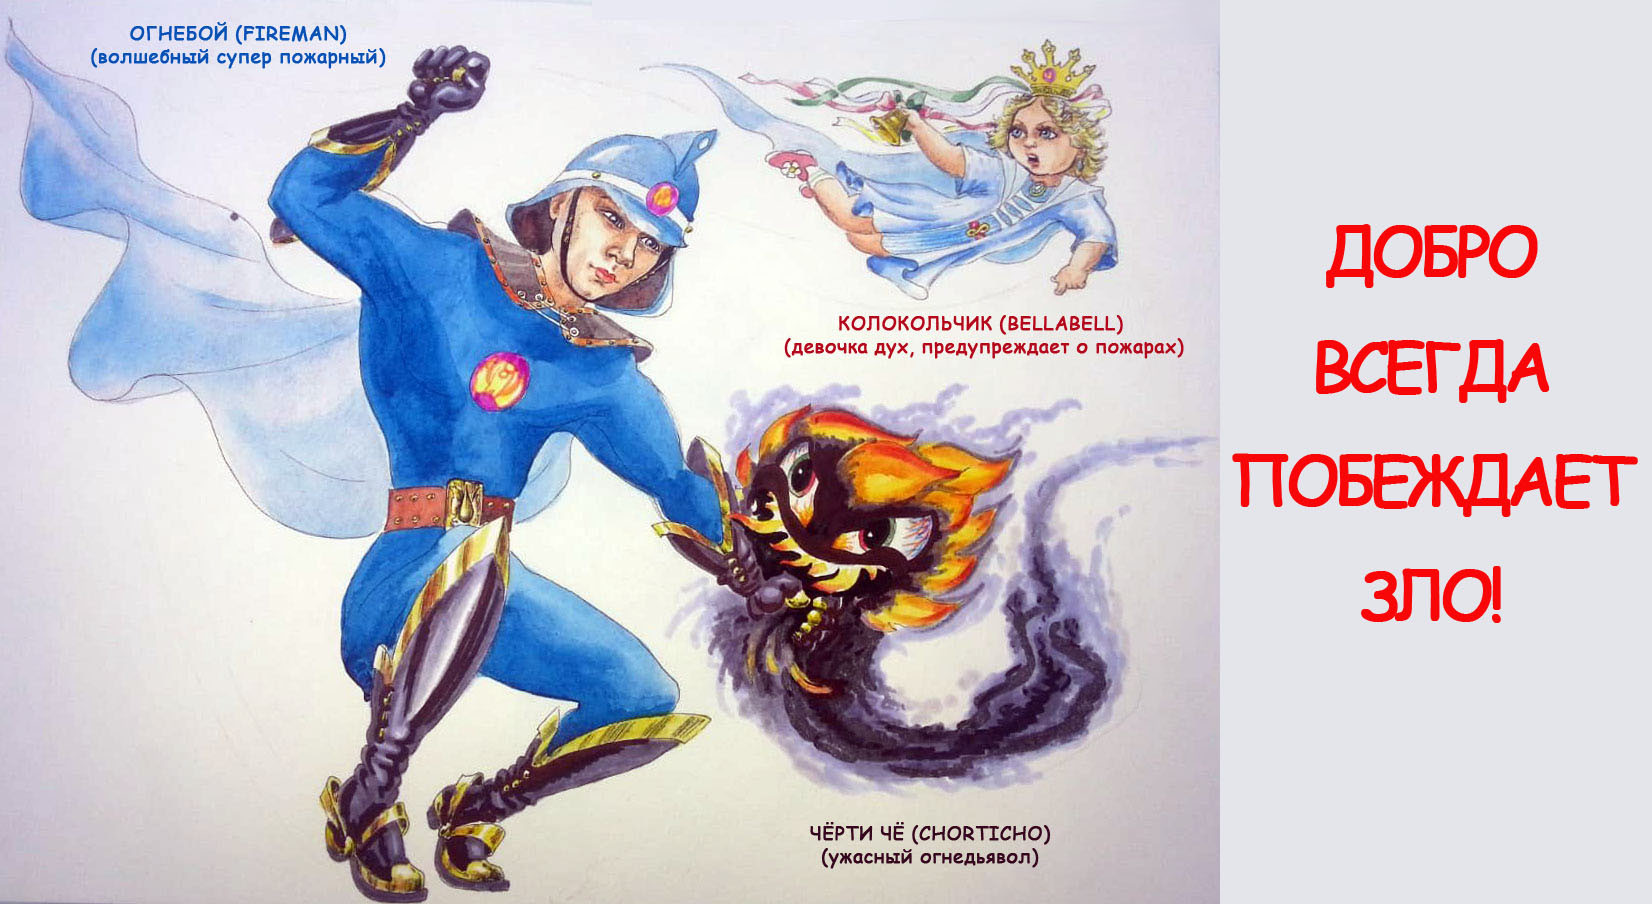 ОГНЕБОЙ (FIREMAN)
(волшебный супер пожарный)
КОЛОКОЛЬЧИК (BELLABELL)
(девочка дух, предупреждает о пожарах)
ЧЁРТИ ЧЁ (CHORTICHO)
(ужасный огнедьявол)
ДОБРО
ВСЕГДА
ПОБЕЖДАЕТ
ЗЛО!